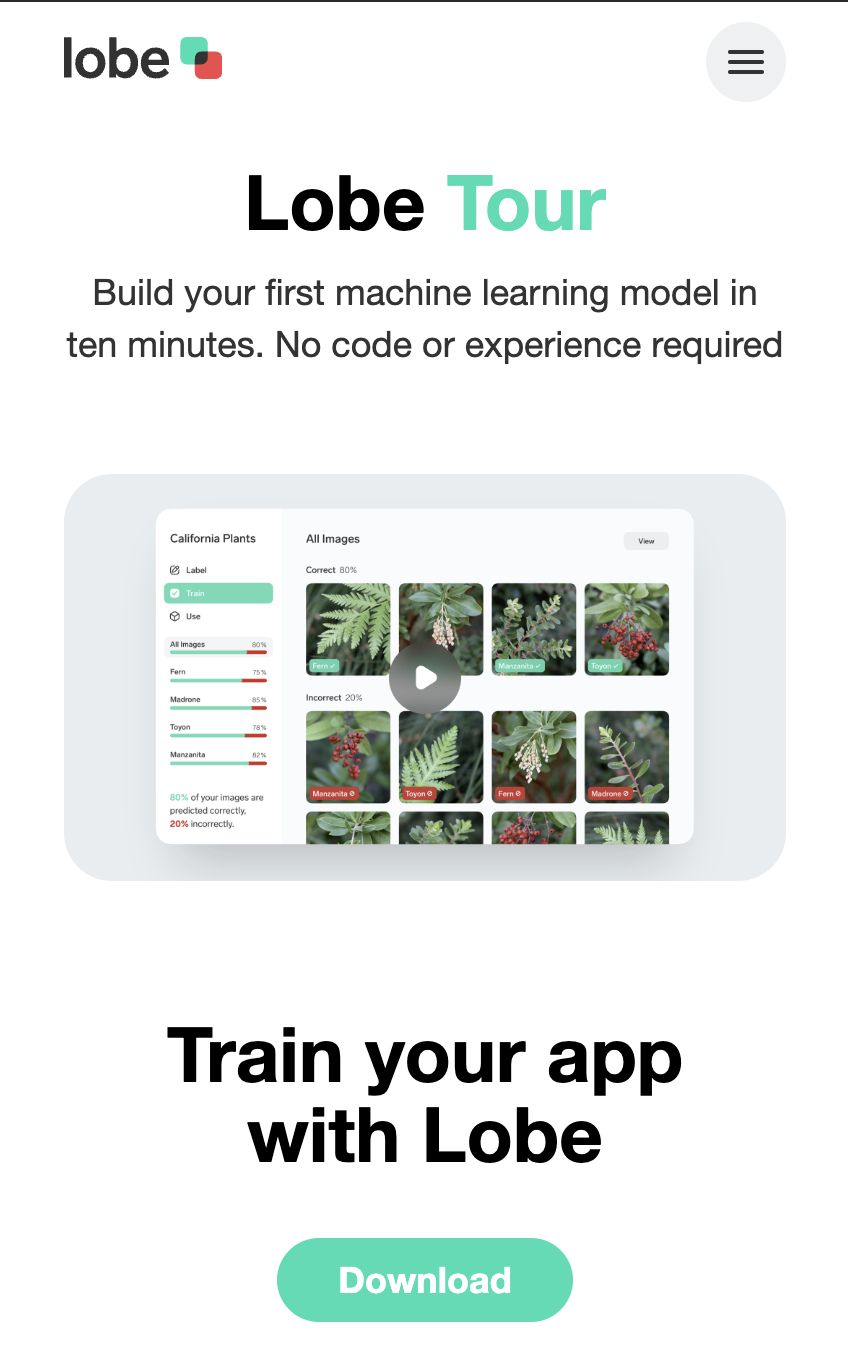 lobe
Lobe Tour
Build your first machine learning model in
ten minutes. No code or experience required
California Plants
Label
Train
Use
All Images 80%
Fern 75%
Madrone 85%
Toyon 78%
Manzanita 82%
80% of your images are
predicted correctly,
20% incorrectly.
All Images
View
Correct 80%
Fern
Manzanita
Toyon
Incorrect 20%
Manzanita
Toyon
Fern
Madrone
Train your app
with Lobe
Download